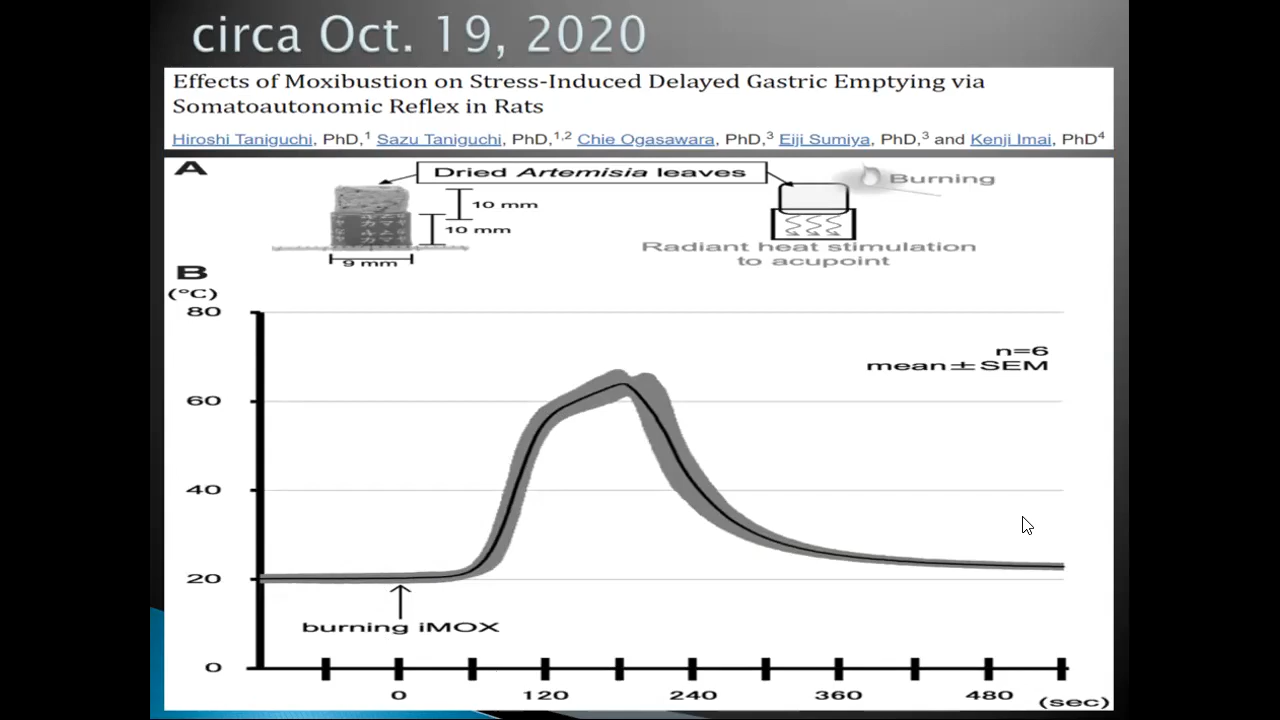 circa Oct. 19, 2020
Effects of Moxibustion on Stress-Induced Delayed Gastric Emptying via
Somatoautonomic Reflex in Rats
Hiroshi Taniguchi, PhD,1 Sazu Taniguchi, PhD,1,2 Chie Ogasawara, PhD,3 Eiji Sumiya, PhD,3 and Kenji Imai, PhD4
A
Dried Artemisia leaves
Burning
10 mm
10 mm
9 mm
Radiant heat stimulation
to acupoint
B
(°C)
80
n=6
mean±SEM
60
40
20
burning iMOX
0
0 120 240 360 480 (sec)